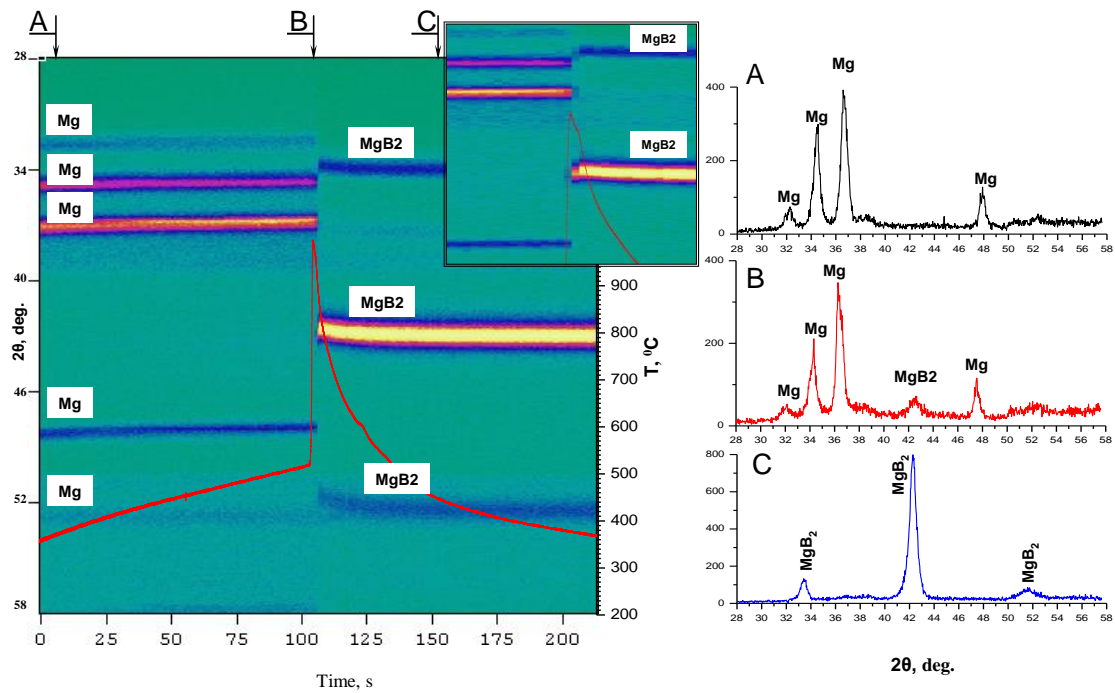 A B C
28
34
40
46
52
58
2θ, deg.
Mg
Mg
Mg
Mg
Mg
MgB2
MgB2
MgB2
MgB2
MgB2
900
800
700
600
500
400
300
200
T, ⁰C
0 25 50 75 100 125 150 175 200
Time, s
A
400
200
0
Mg
Mg
Mg
Mg
28 30 32 34 36 38 40 42 44 46 48 50 52 54 56 58
B
400
200
0
Mg
Mg
Mg
MgB2
Mg
28 30 32 34 36 38 40 42 44 46 48 50 52 54 56 58
C
800
600
400
200
0
MgB₂
MgB₂
MgB₂
28 30 32 34 36 38 40 42 44 46 48 50 52 54 56 58
2θ, deg.